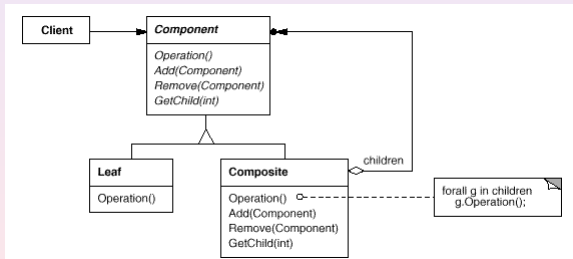 Client
Component
Operation()
Add(Component)
Remove(Component)
GetChild(int)
Leaf
Operation()
Composite
Operation()
Add(Component)
Remove(Component)
GetChild(int)
children
forall g in children
g.Operation();